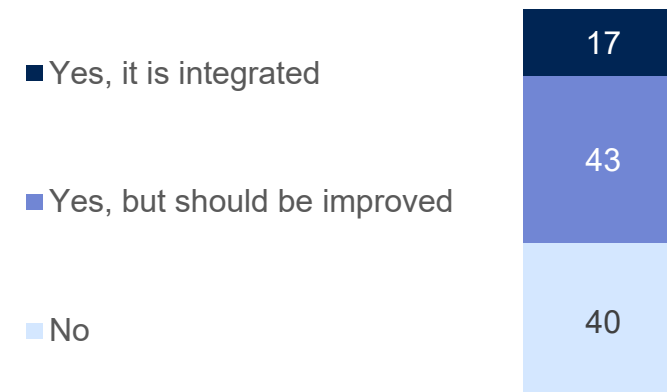 17
Yes, it is integrated
43
Yes, but should be improved
40
No